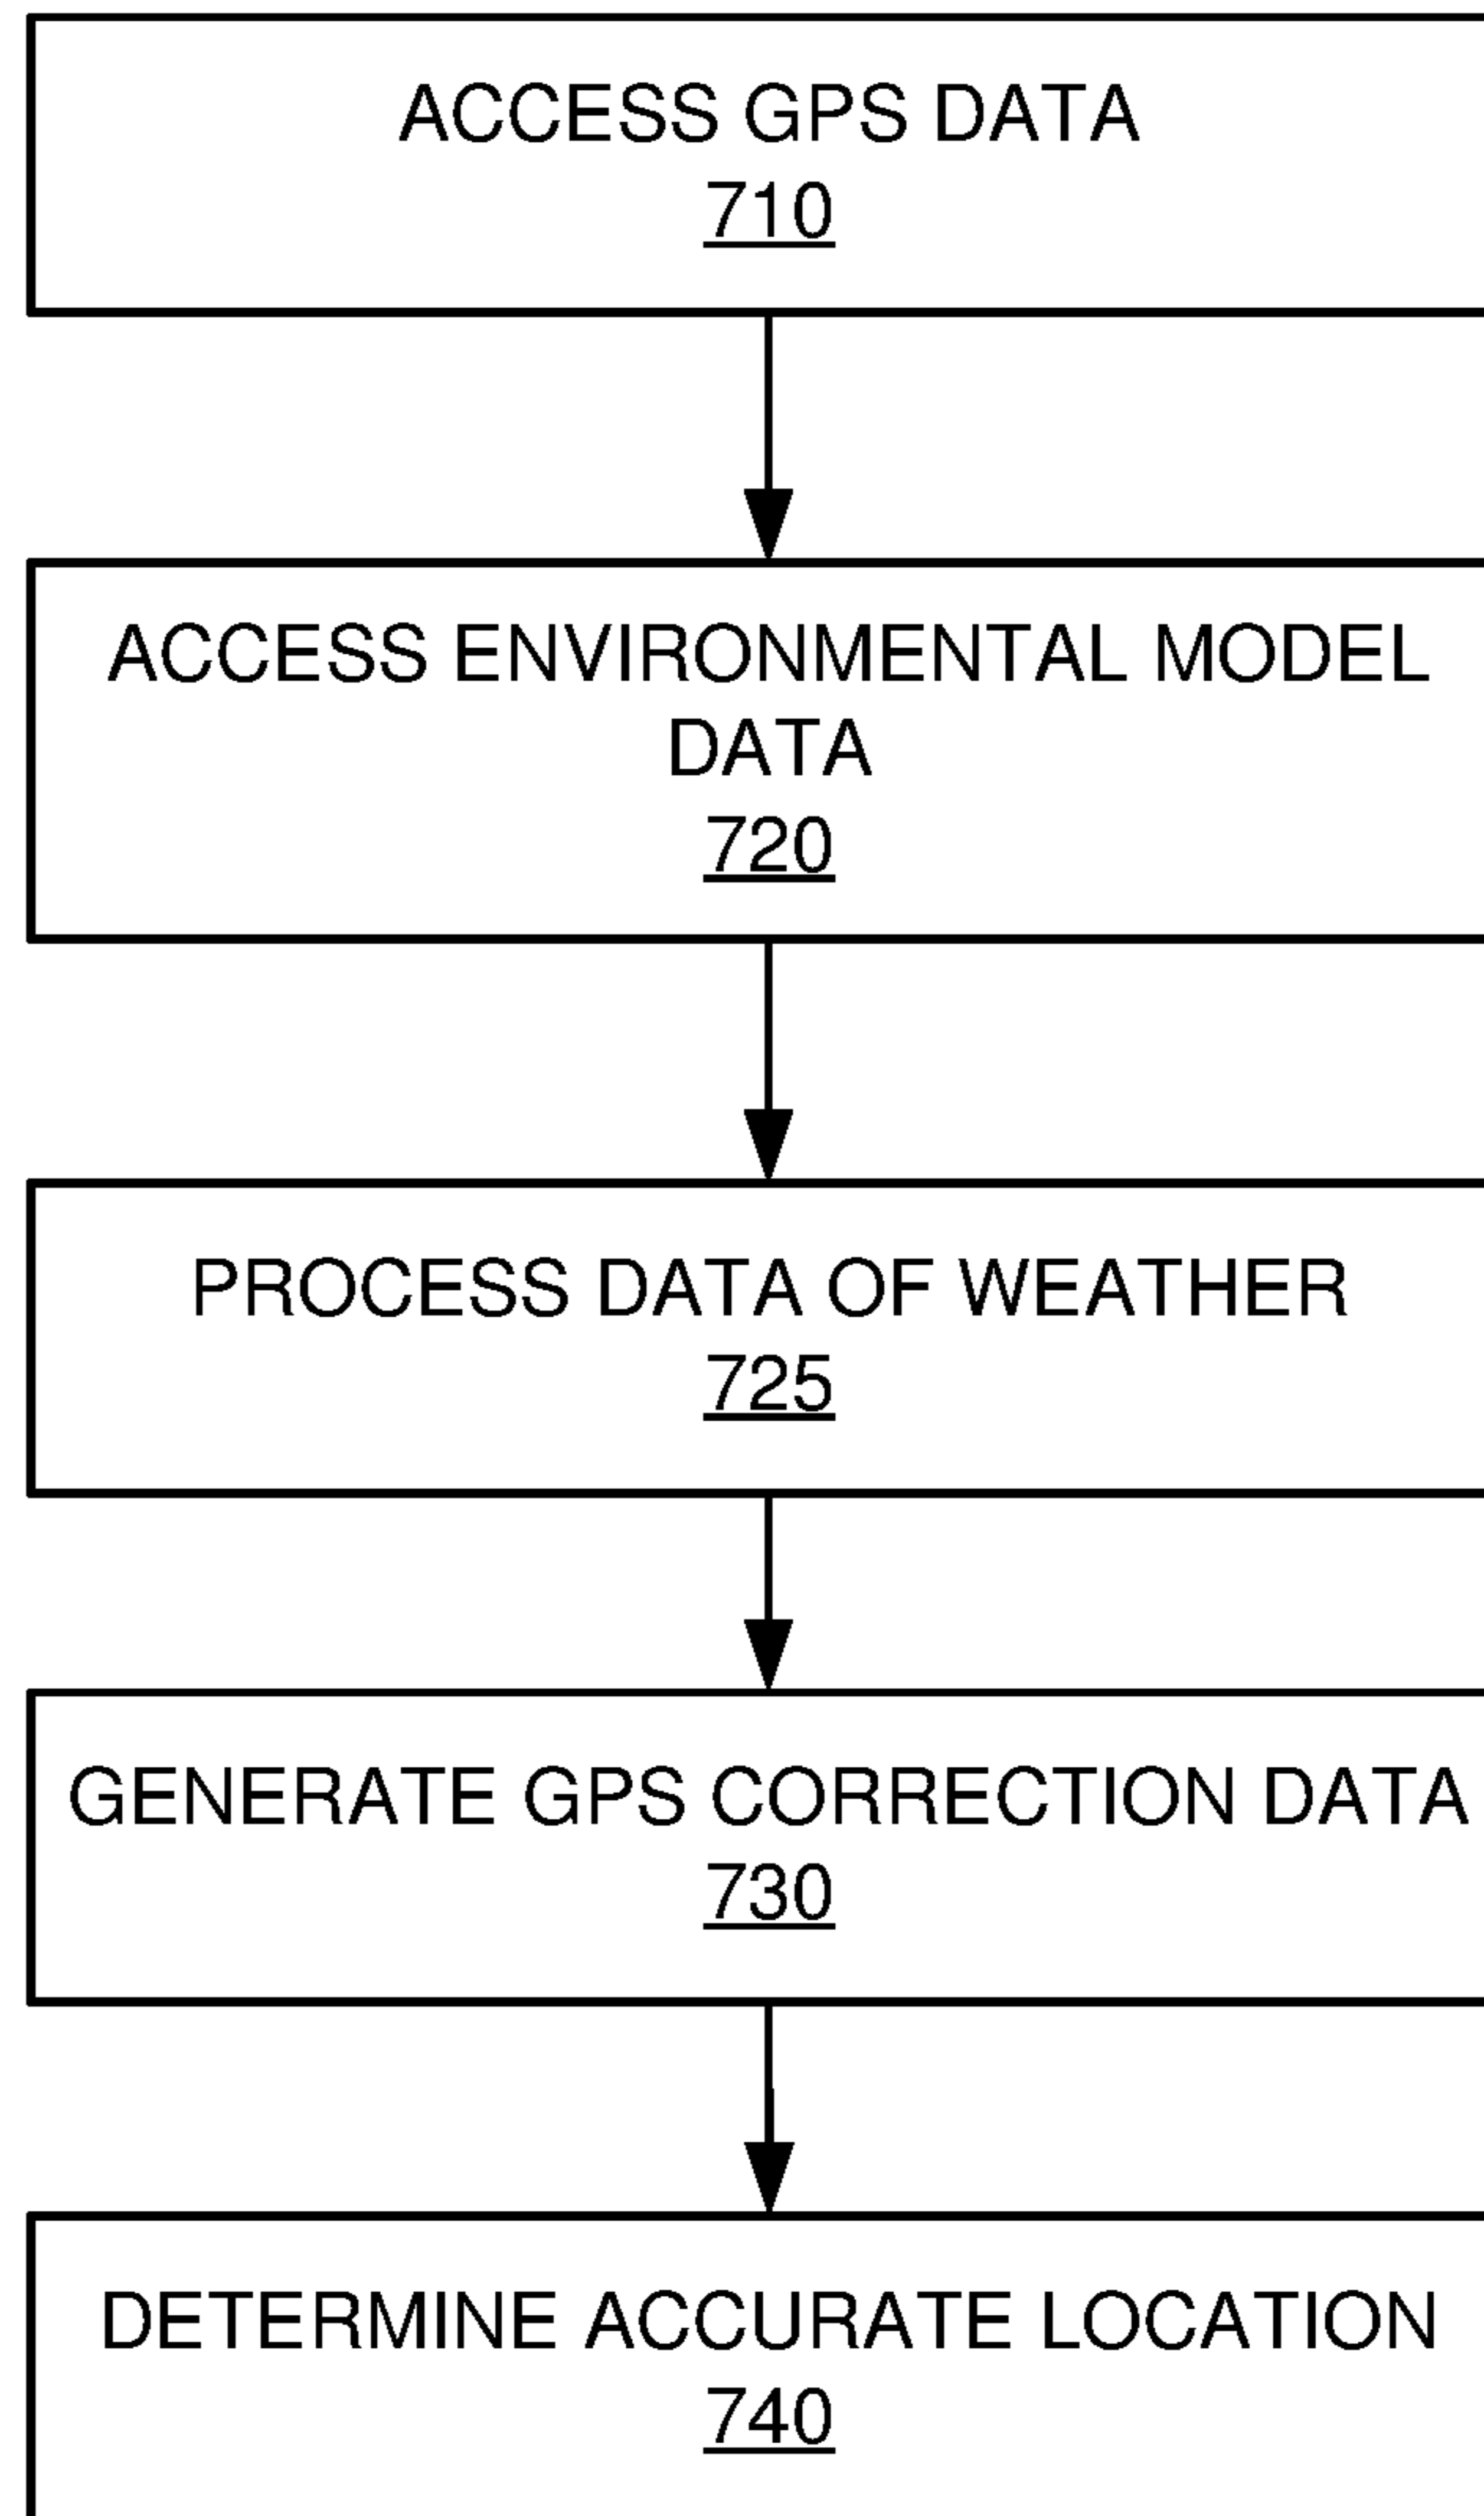 ACCESS GPS DATA
710
ACCESS ENVIRONMENTAL MODEL
DATA
720
PROCESS DATA OF WEATHER
725
GENERATE GPS CORRECTION DATA
730
DETERMINE ACCURATE LOCATION
740